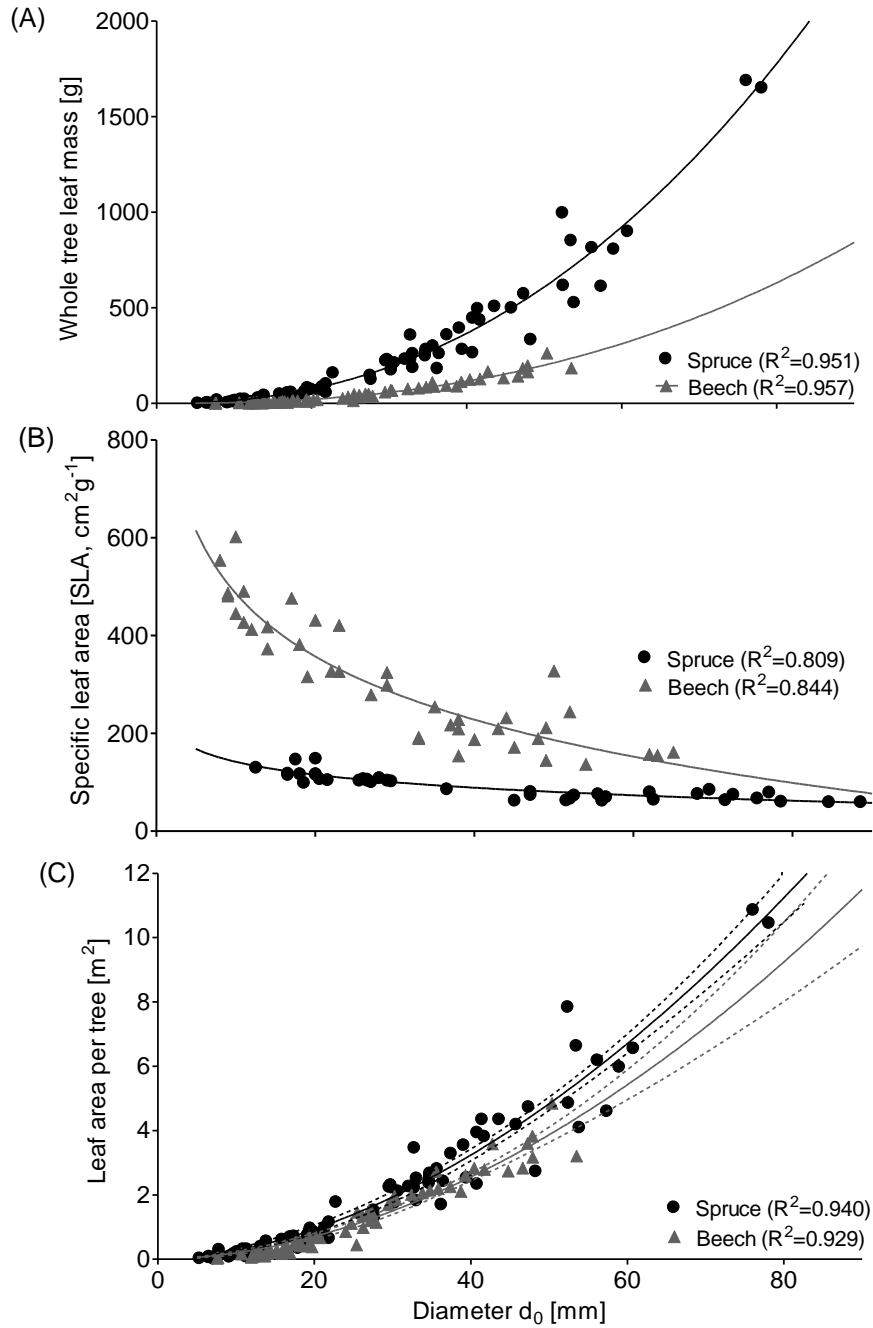 (A)
Whole tree leaf mass [g]
2000
1500
1000
500
0
Spruce (R²=0.951)
Beech (R²=0.957)
(B)
Specific leaf area [SLA, cm²g⁻¹]
800
600
400
200
0
Spruce (R²=0.809)
Beech (R²=0.844)
(C)
Leaf area per tree [m²]
12
10
8
6
4
2
0
Spruce (R²=0.940)
Beech (R²=0.929)
0 20 40 60 80
Diameter d₀ [mm]